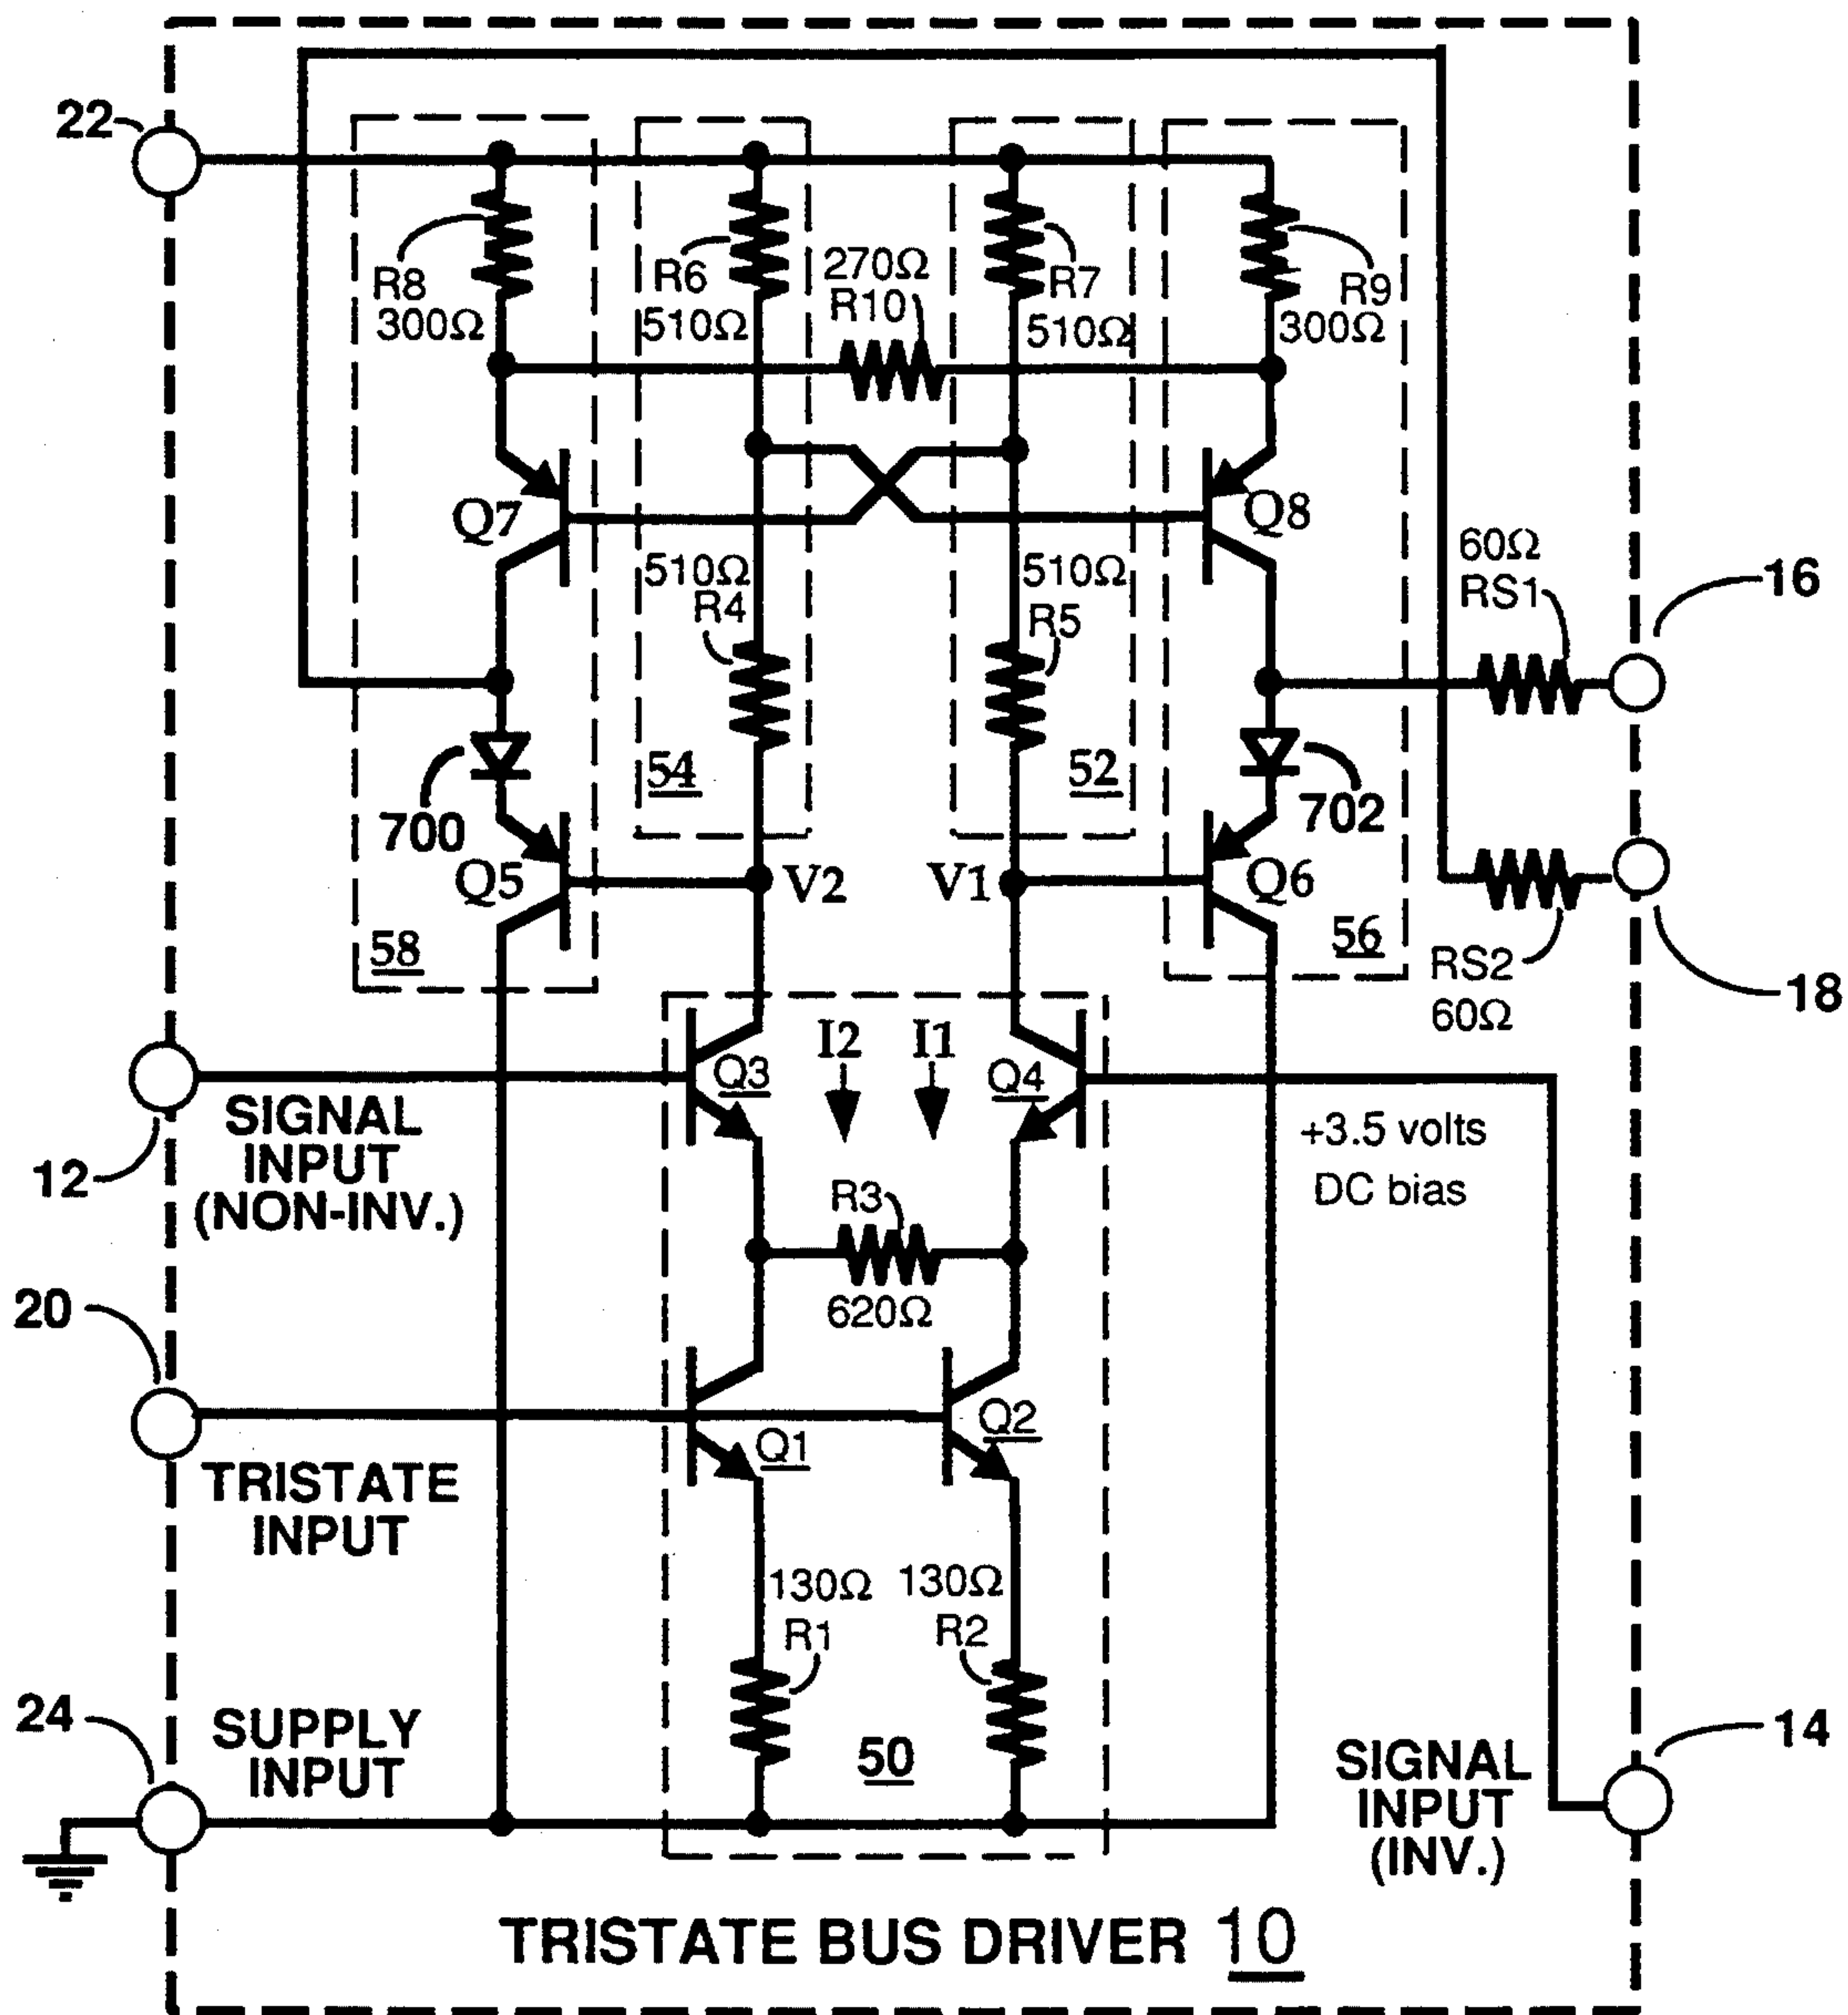 22
R8
300Ω
R6
510Ω
270Ω
R10
R7
510Ω
R9
300Ω
Q7
Q8
510Ω
R4
510Ω
R5
60Ω
RS1
16
700
54
52
702
Q5
V2
V1
Q6
58
56
RS2
60Ω
18
12
SIGNAL
INPUT
(NON-INV.)
Q3
I2
I1
Q4
+3.5 volts
DC bias
R3
620Ω
20
TRISTATE
INPUT
Q1
Q2
130Ω
R1
130Ω
R2
24
SUPPLY
INPUT
50
SIGNAL
INPUT
(INV.)
14
TRISTATE BUS DRIVER 10